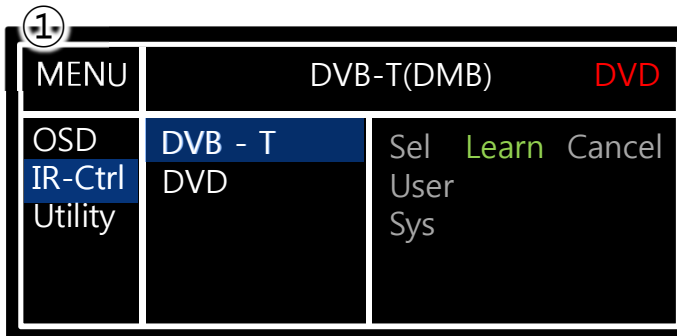 ①
MENU DVB-T(DMB) DVD
OSD DVB - T Sel Learn Cancel
IR-Ctrl DVD User
Utility Sys